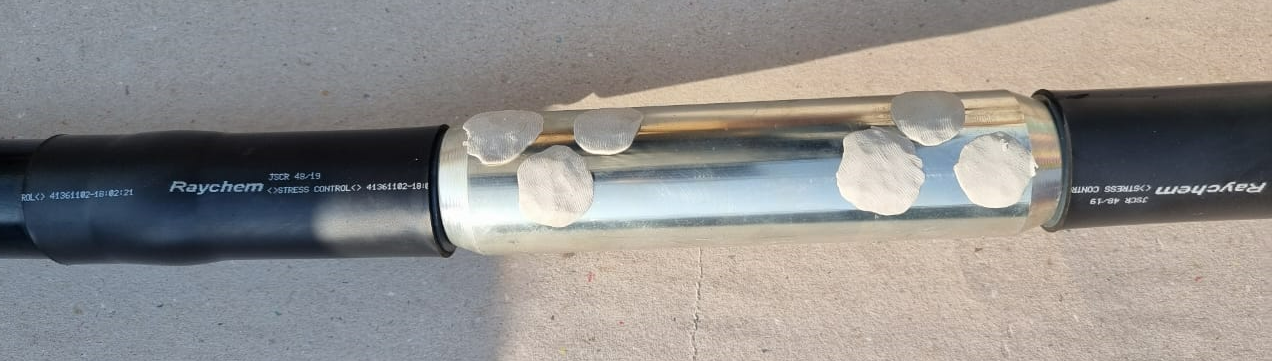 ROL<> 41361102-18:02:21
Raychem
JSCR 48/19
<>STRESS CONTROL<> 41361102-18:0
Raychem
JSCR 48/19
<>STRESS CONTR